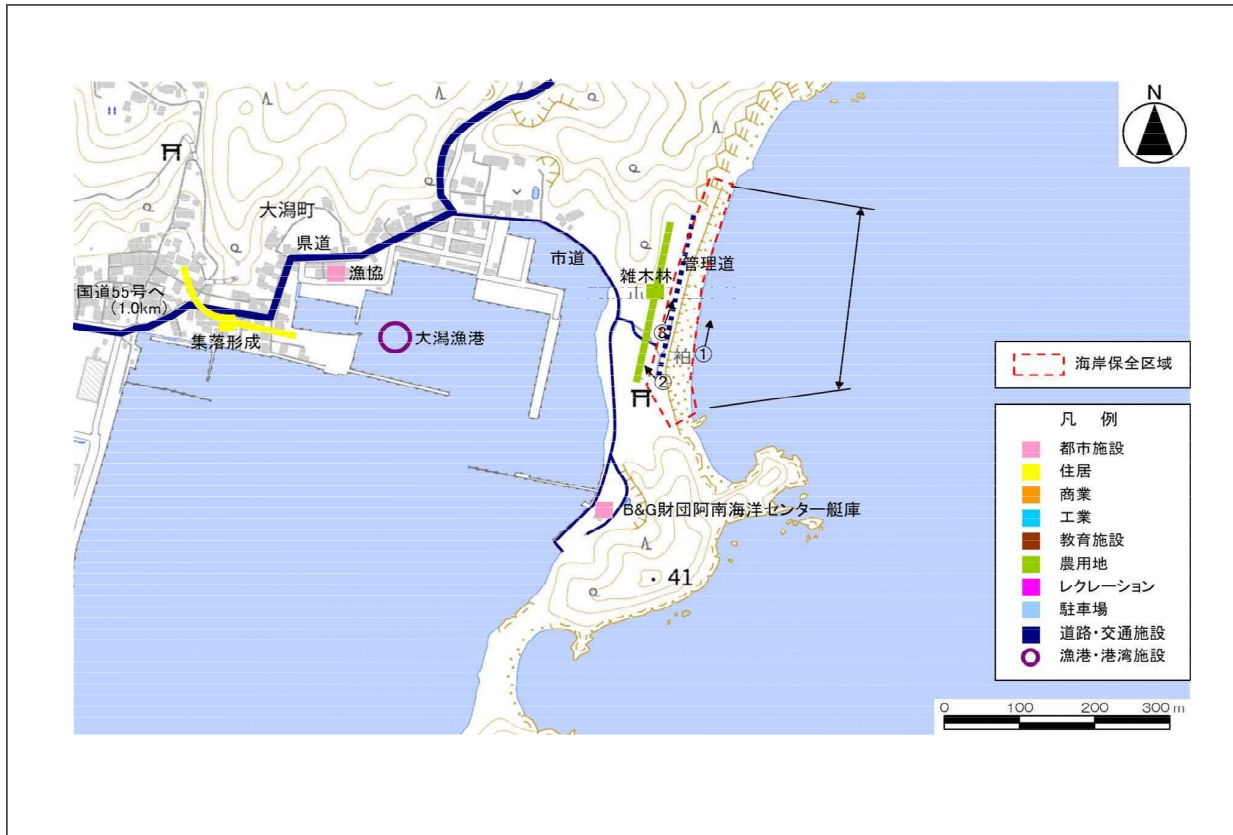 N
大潟町
県道
市道
雑木林
管理道
漁協
国道55号へ
(1.0km)
集落形成
大潟漁港
③
袙
①
②
海岸保全区域
凡 例
都市施設
住居
商業
工業
教育施設
農用地
レクレーション
駐車場
道路・交通施設
漁港・港湾施設
B&G財団阿南海洋センター艇庫
41
0 100 200 300 m